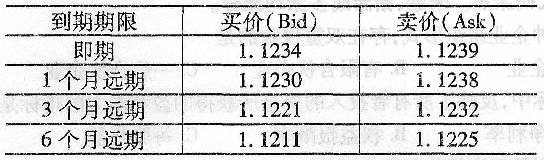 到期期限 买价(Bid) 卖价(Ask)
即期 1.1234 1.1239
1个月远期 1.1230 1.1238
3个月远期 1.1221 1.1232
6个月远期 1.1211 1.1225